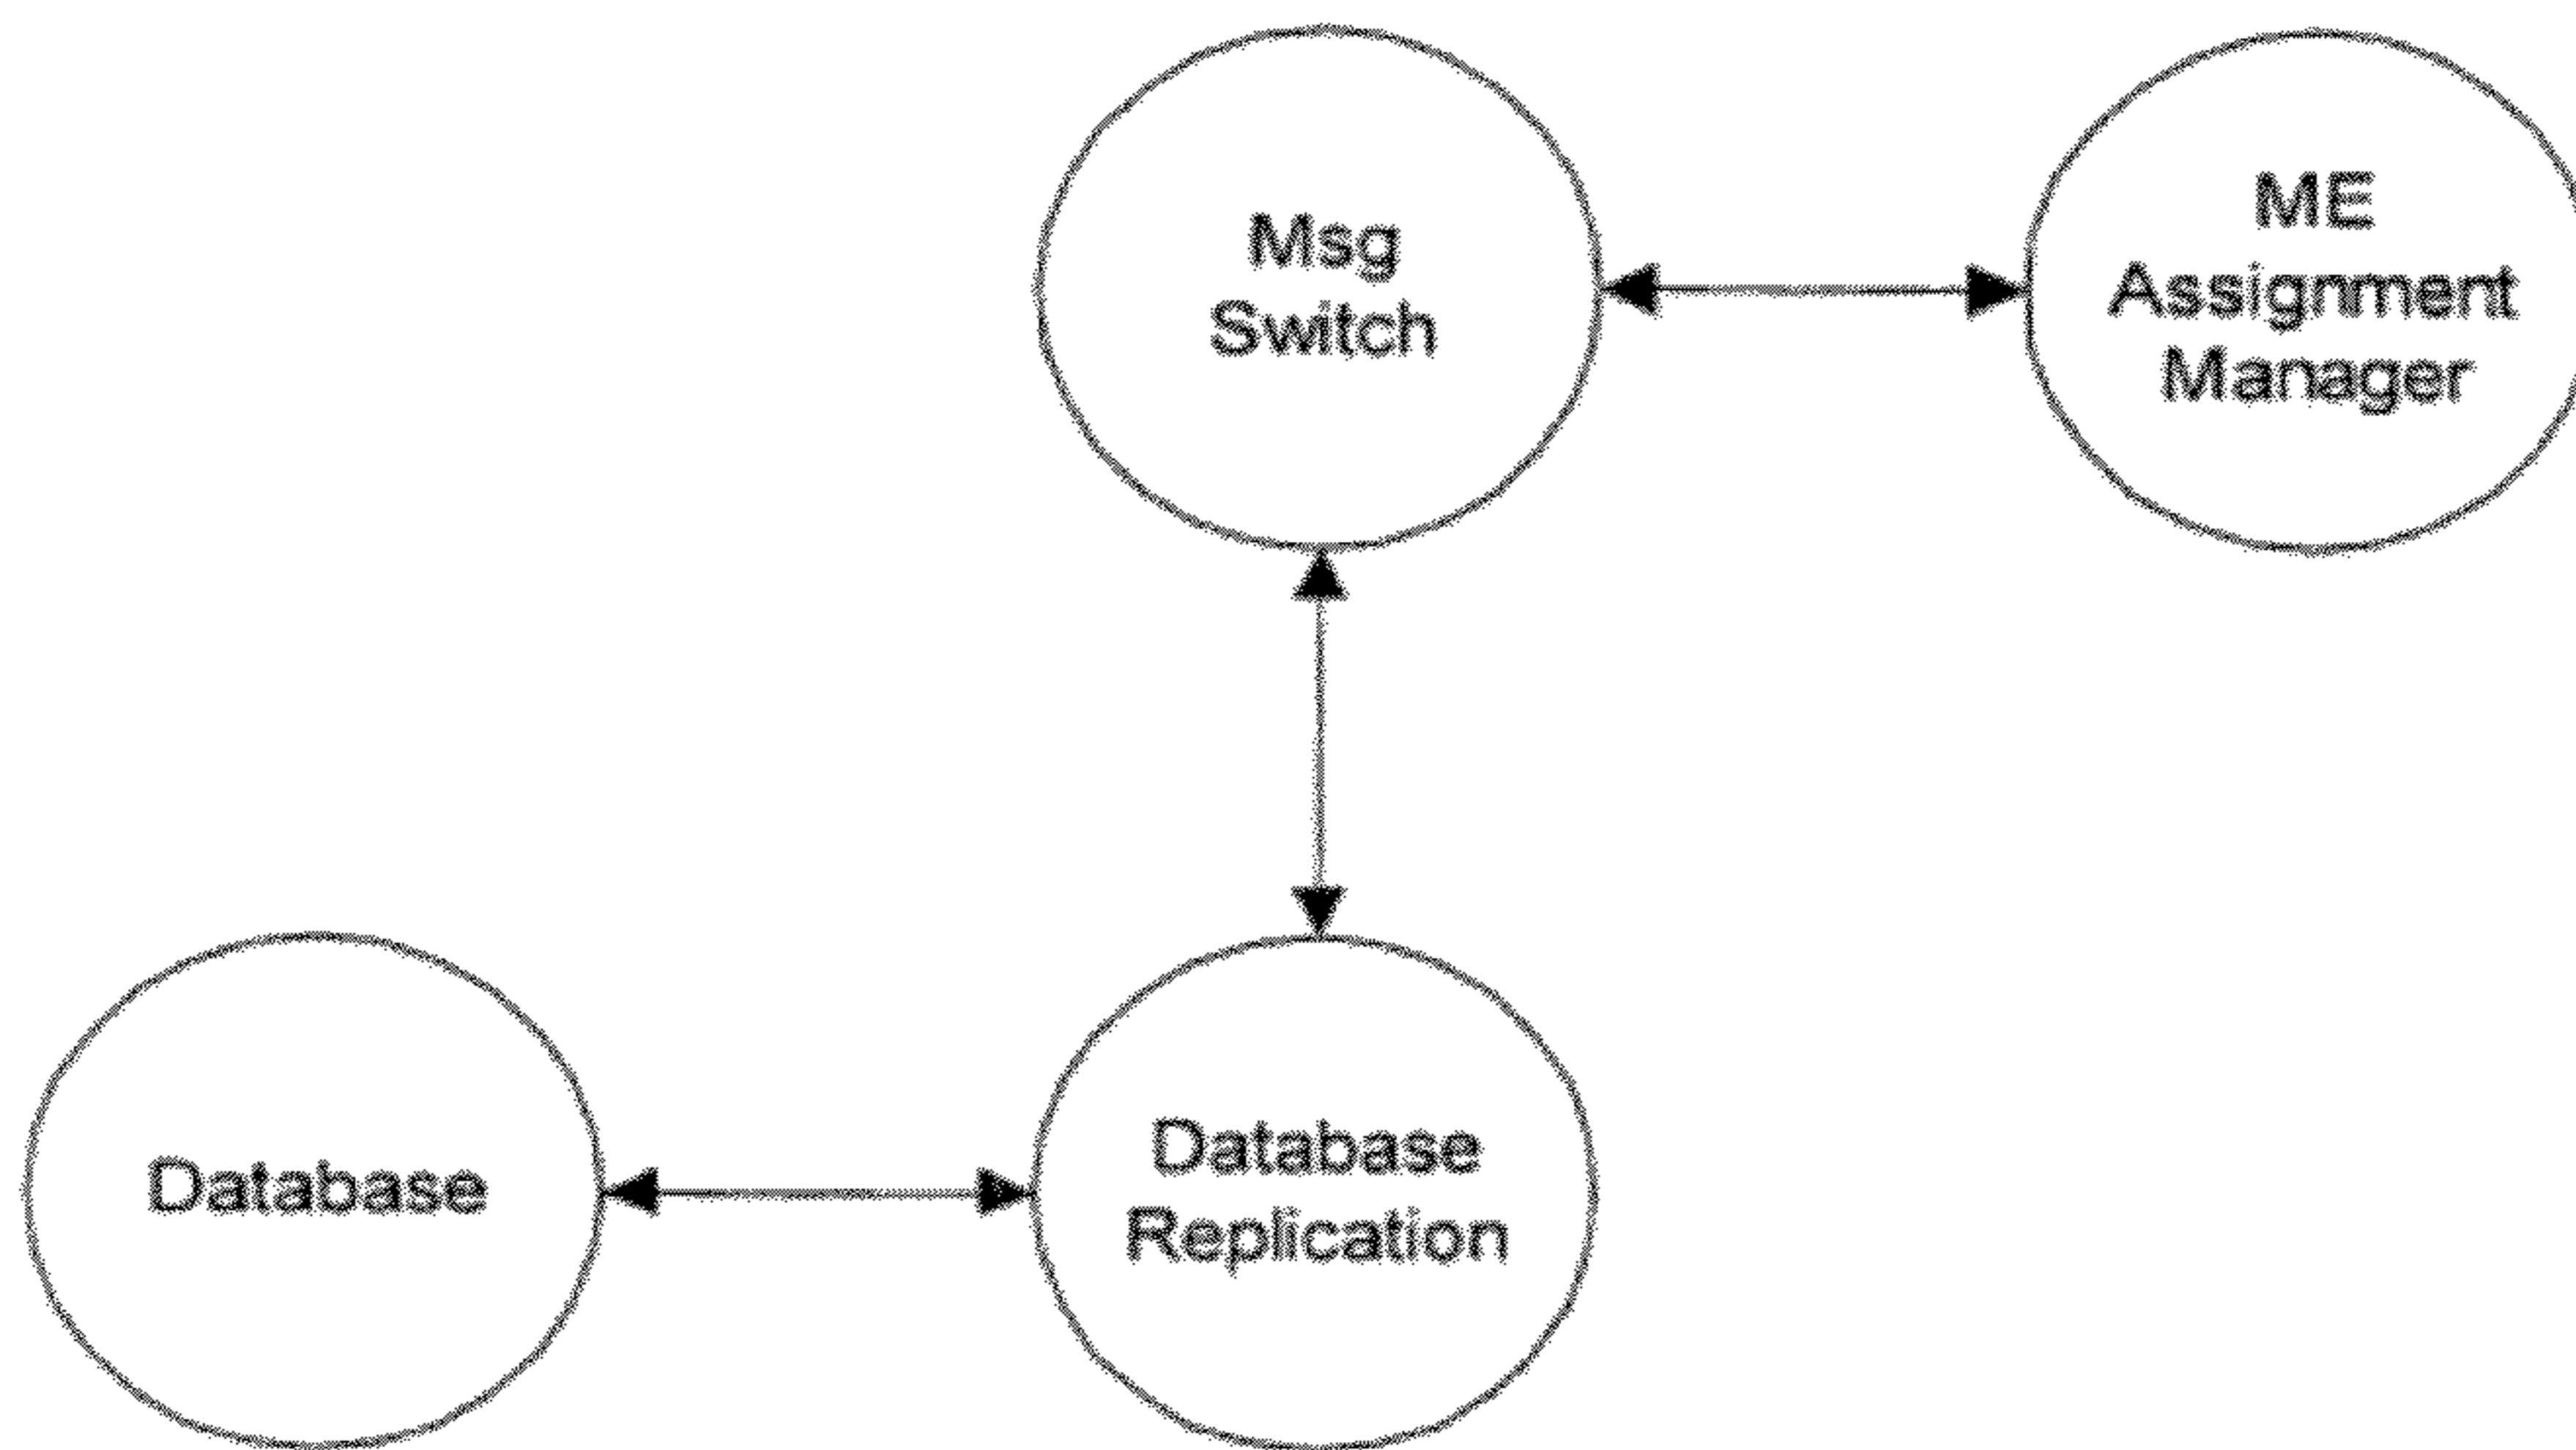 Msg
Switch
ME
Assignment
Manager
Database
Database
Replication